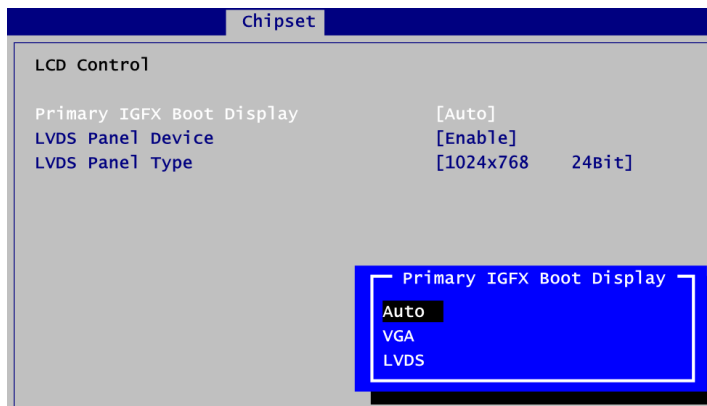 Chipset
LCD Control
Primary IGFX Boot Display [Auto]
LVDS Panel Device [Enable]
LVDS Panel Type [1024x768 24Bit]
Primary IGFX Boot Display
Auto
VGA
LVDS